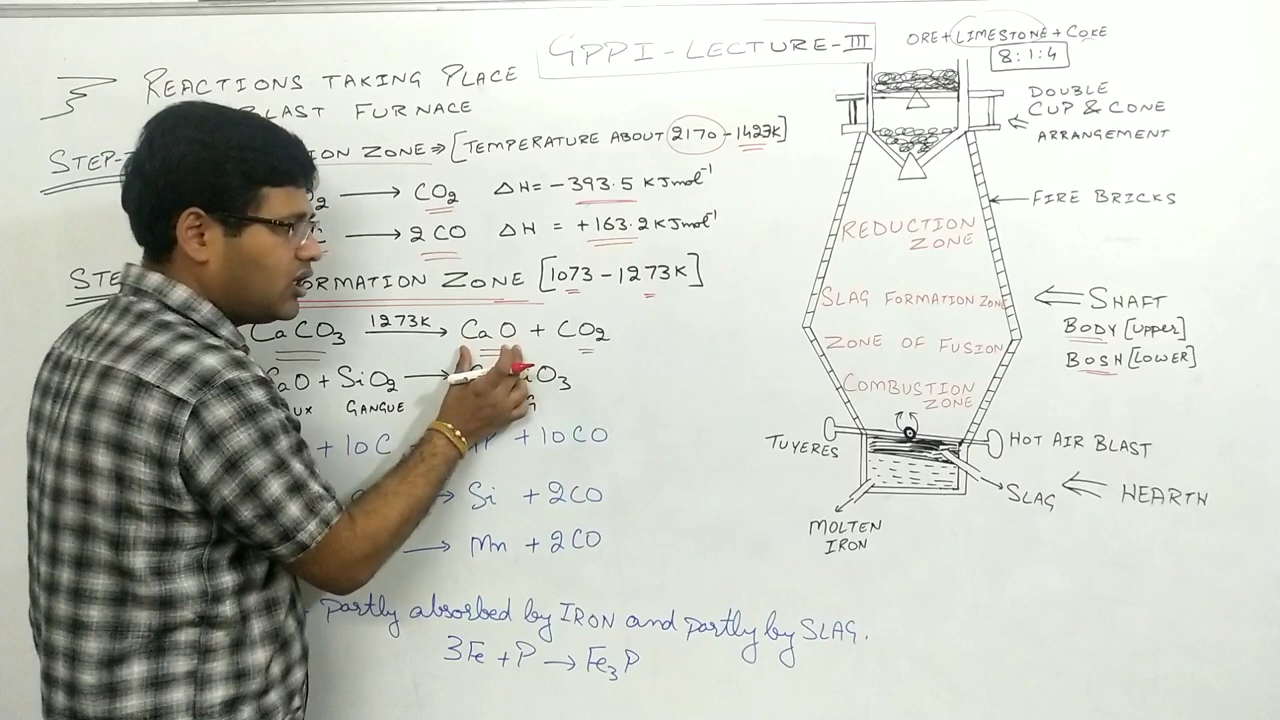 GPPI-LECTURE-III
REACTIONS TAKING PLACE
BLAST FURNACE
STEP-I ION ZONE ⇒ [TEMPERATURE ABOUT 2170-1423K]
O₂ ⟶ CO₂ ΔH= -393.5 KJmol⁻¹
C ⟶ 2CO ΔH = +163.2 KJmol⁻¹
STE ORMATION ZONE [1073-1273K]
CaCO₃ 1273K ⟶ CaO + CO₂
CaO + SiO₂ ⟶ iO₃
UX GANGUE G
+ 10C P + 10CO
⟶ Si + 2CO
⟶ Mn + 2CO
partly absorbed by IRON and partly by SLAG.
3Fe + P ⟶ Fe₃P
ORE+LIMESTONE+COKE
8:1:4
DOUBLE
CUP & CONE
ARRANGEMENT
FIRE BRICKS
REDUCTION
ZONE
SLAG FORMATION ZONE
SHAFT
BODY [Upper]
BOSH [LOWER]
ZONE OF FUSION
COMBUSTION
ZONE
TUYERES
HOT AIR BLAST
SLAG
HEARTH
MOLTEN
IRON